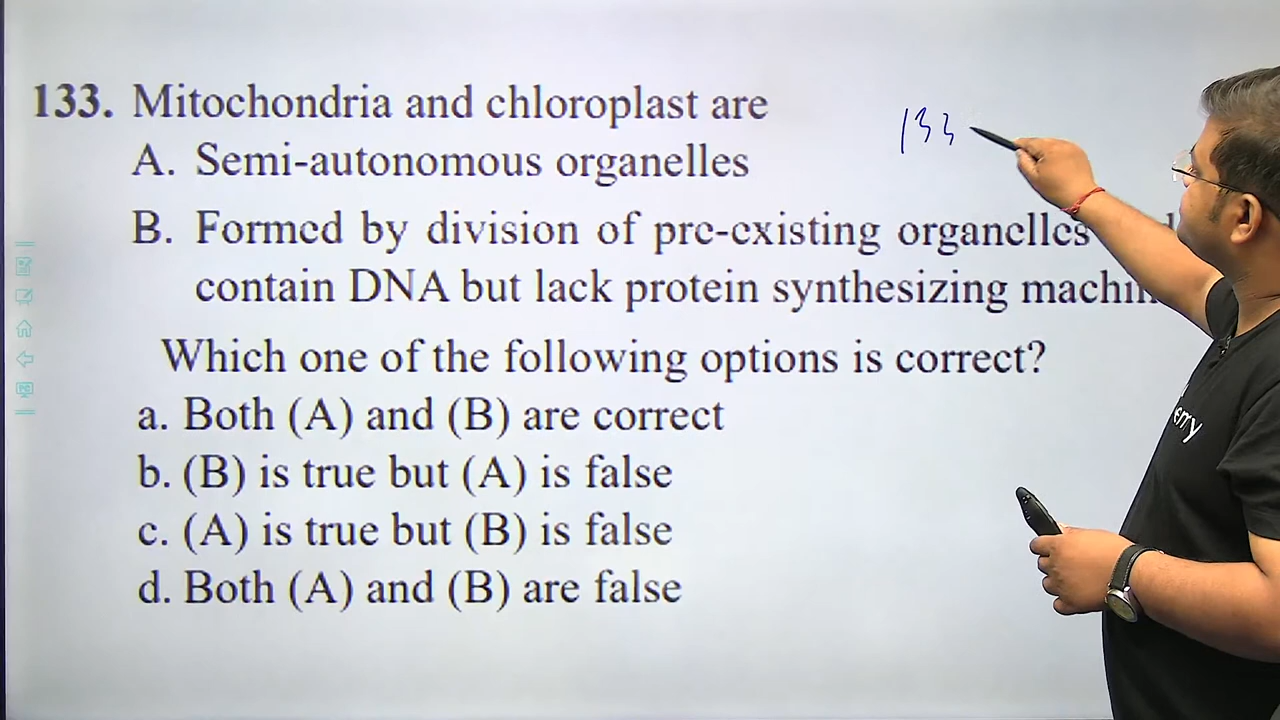 133. Mitochondria and chloroplast are
133
A. Semi-autonomous organelles
B. Formed by division of pre-existing organelles
contain DNA but lack protein synthesizing
Which one of the following options is correct?
a. Both (A) and (B) are correct
b. (B) is true but (A) is false
c. (A) is true but (B) is false
d. Both (A) and (B) are false